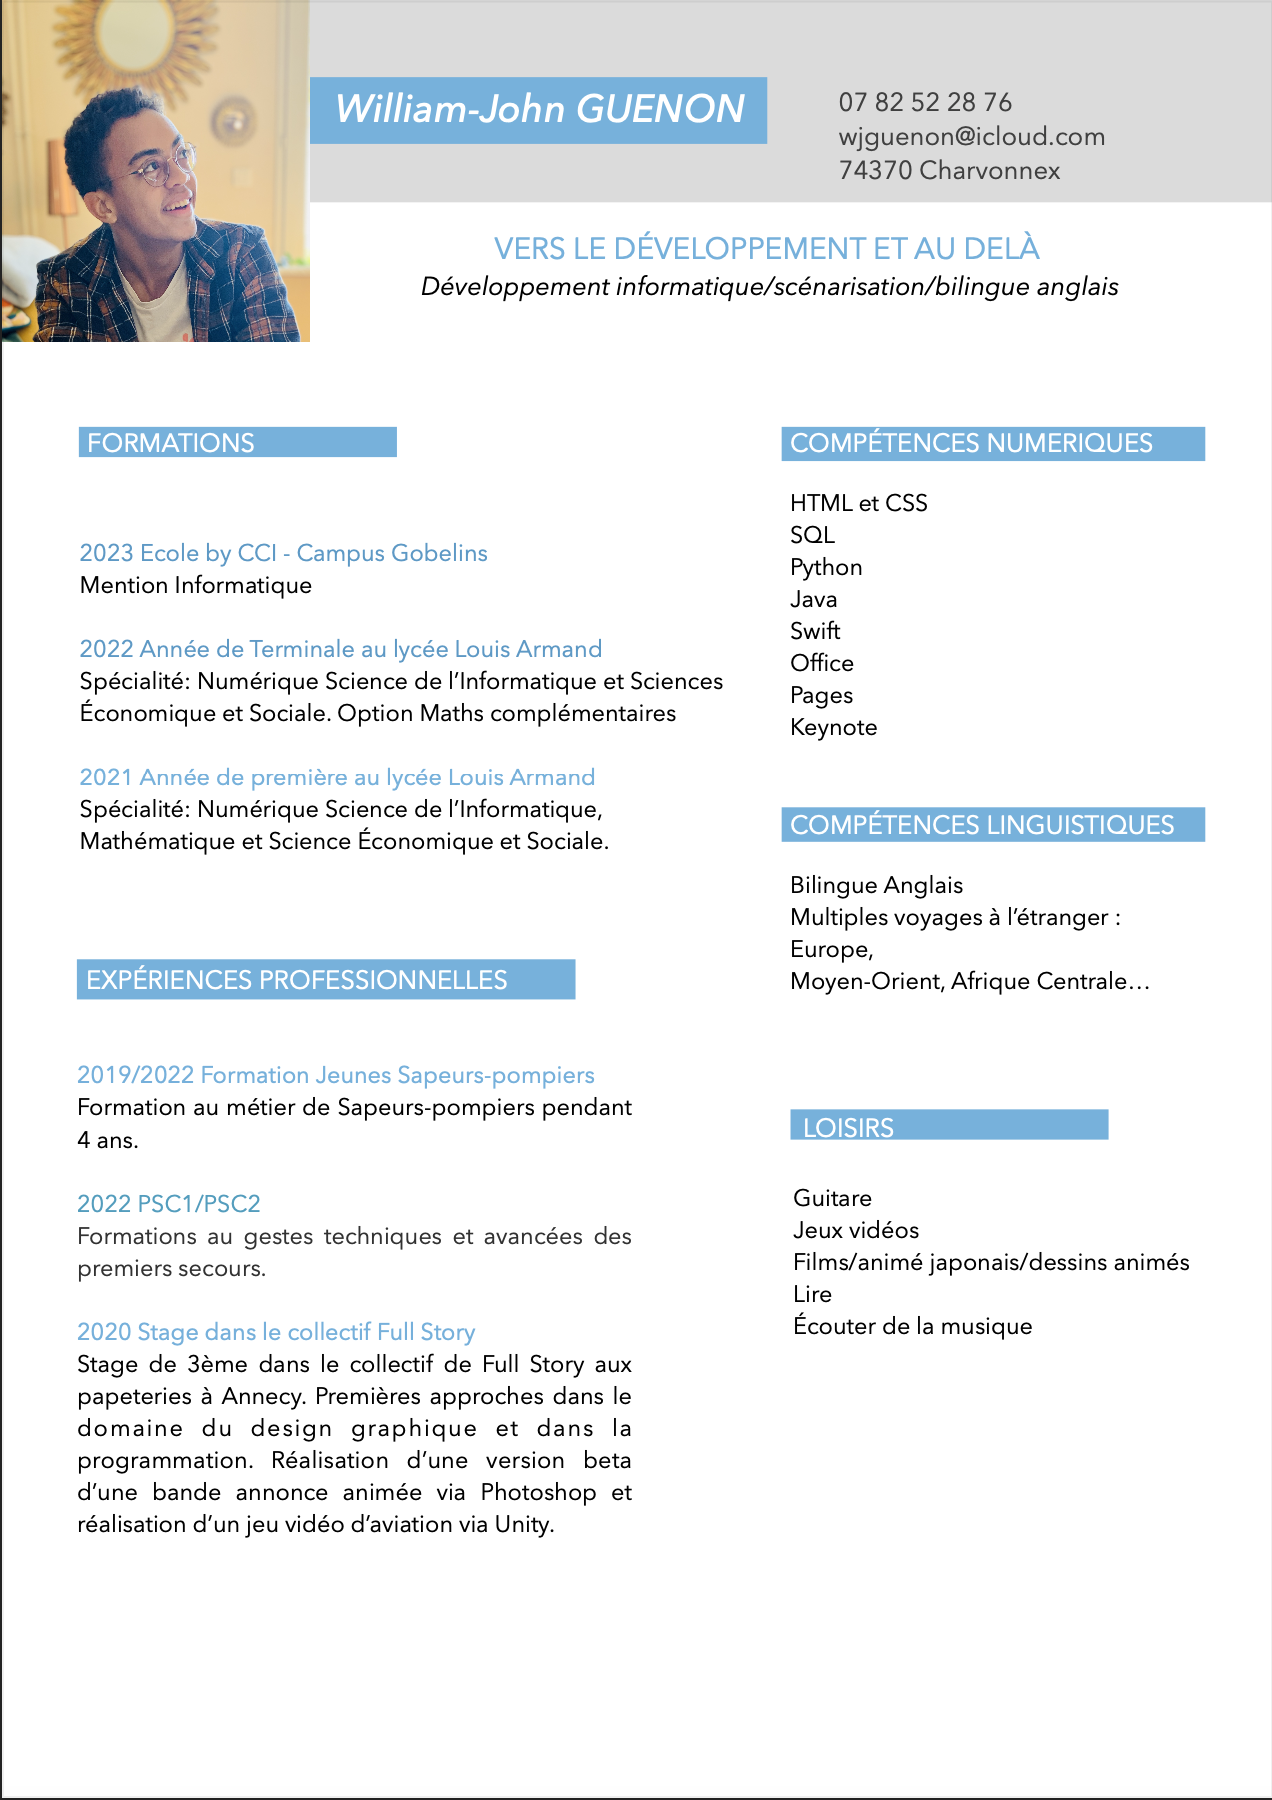 William-John GUENON
07 82 52 28 76
wjguenon@icloud.com
74370 Charvonnex
VERS LE DÉVELOPPEMENT ET AU DELÀ
Développement informatique/scénarisation/bilingue anglais
FORMATIONS
2023 Ecole by CCI - Campus Gobelins
Mention Informatique
2022 Année de Terminale au lycée Louis Armand
Spécialité: Numérique Science de l’Informatique et Sciences
Économique et Sociale. Option Maths complémentaires
2021 Année de première au lycée Louis Armand
Spécialité: Numérique Science de l’Informatique,
Mathématique et Science Économique et Sociale.
EXPÉRIENCES PROFESSIONNELLES
2019/2022 Formation Jeunes Sapeurs-pompiers
Formation au métier de Sapeurs-pompiers pendant
4 ans.
2022 PSC1/PSC2
Formations au gestes techniques et avancées des
premiers secours.
2020 Stage dans le collectif Full Story
Stage de 3ème dans le collectif de Full Story aux
papeteries à Annecy. Premières approches dans le
domaine du design graphique et dans la
programmation. Réalisation d’une version beta
d’une bande annonce animée via Photoshop et
réalisation d’un jeu vidéo d’aviation via Unity.
COMPÉTENCES NUMERIQUES
HTML et CSS
SQL
Python
Java
Swift
Office
Pages
Keynote
COMPÉTENCES LINGUISTIQUES
Bilingue Anglais
Multiples voyages à l’étranger :
Europe,
Moyen-Orient, Afrique Centrale…
LOISIRS
Guitare
Jeux vidéos
Films/animé japonais/dessins animés
Lire
Écouter de la musique